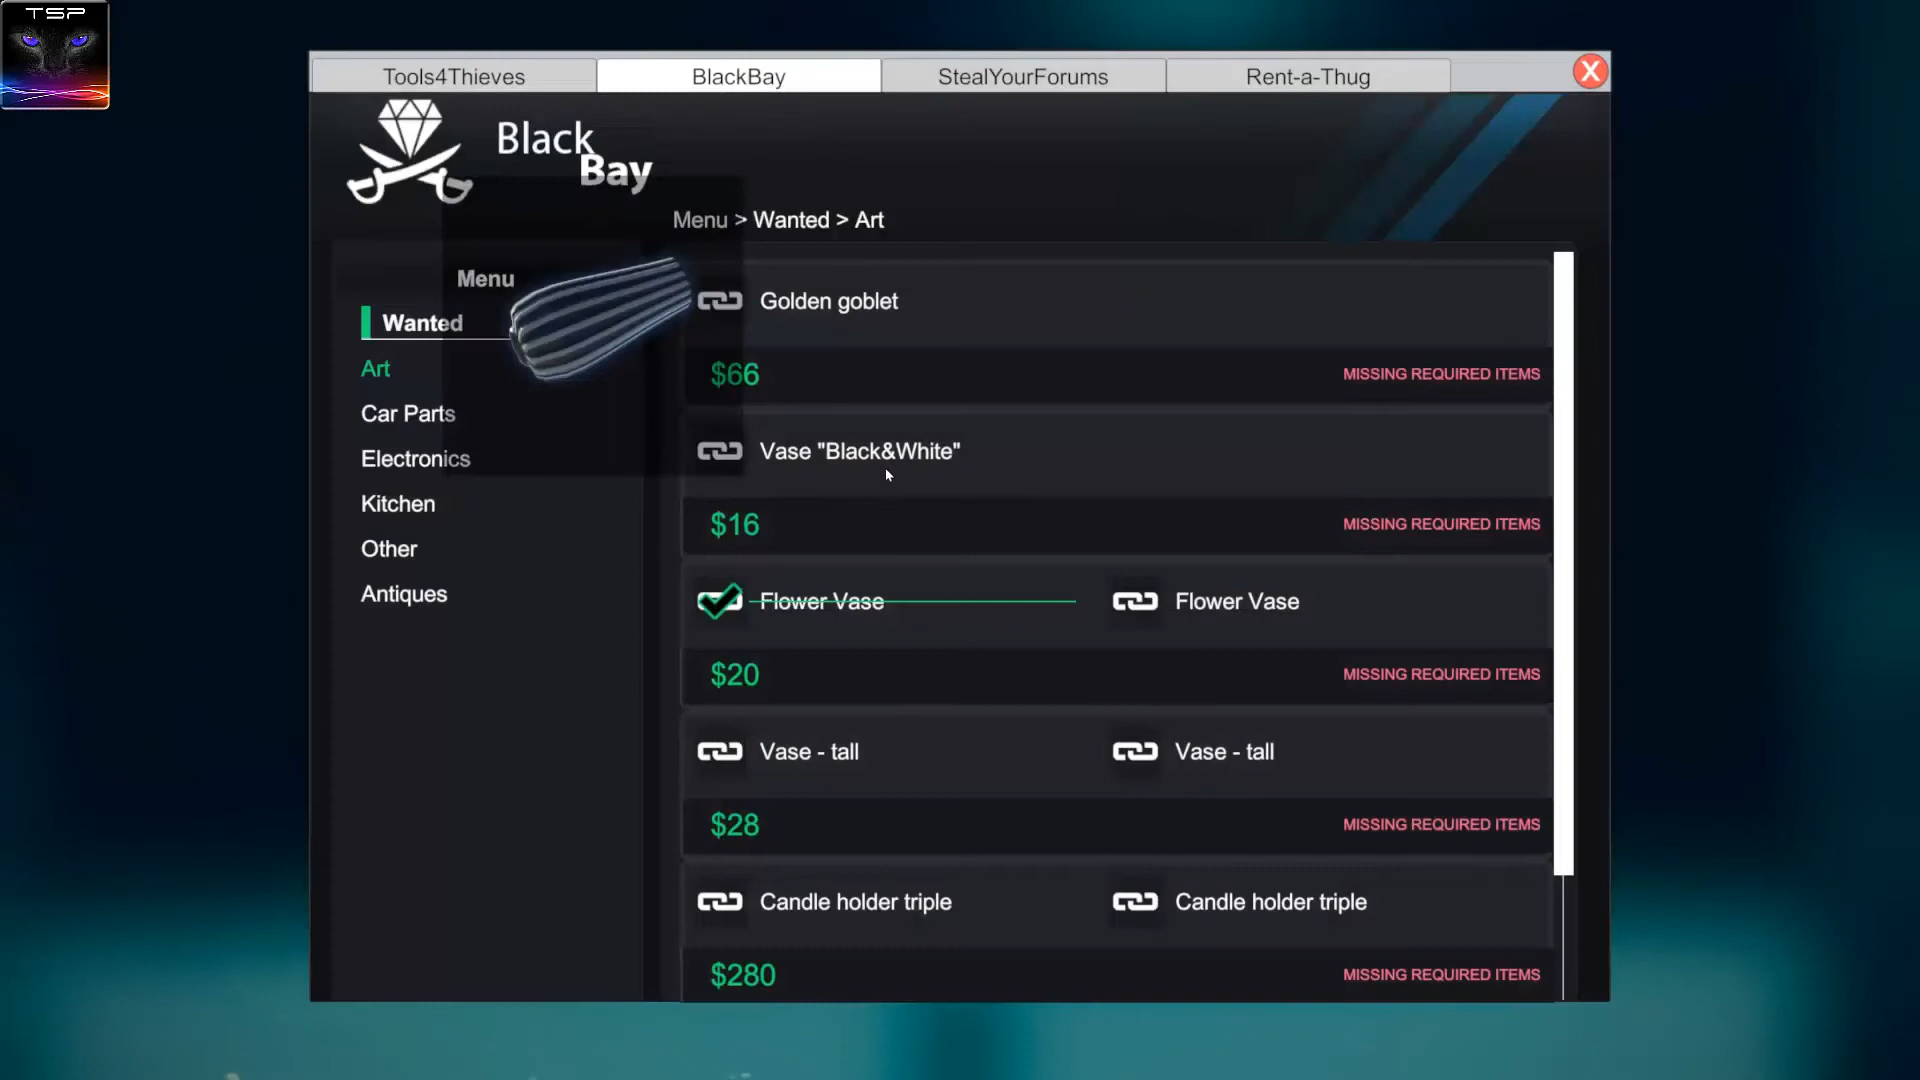 TSP
Tools4Thieves BlackBay StealYourForums Rent-a-Thug X
Black
Bay
Menu > Wanted > Art
Menu
Wanted
Art
Car Parts
Electronics
Kitchen
Other
Antiques
Golden goblet
$66 MISSING REQUIRED ITEMS
Vase "Black&White"
$16 MISSING REQUIRED ITEMS
Flower Vase Flower Vase
$20 MISSING REQUIRED ITEMS
Vase - tall Vase - tall
$28 MISSING REQUIRED ITEMS
Candle holder triple Candle holder triple
$280 MISSING REQUIRED ITEMS